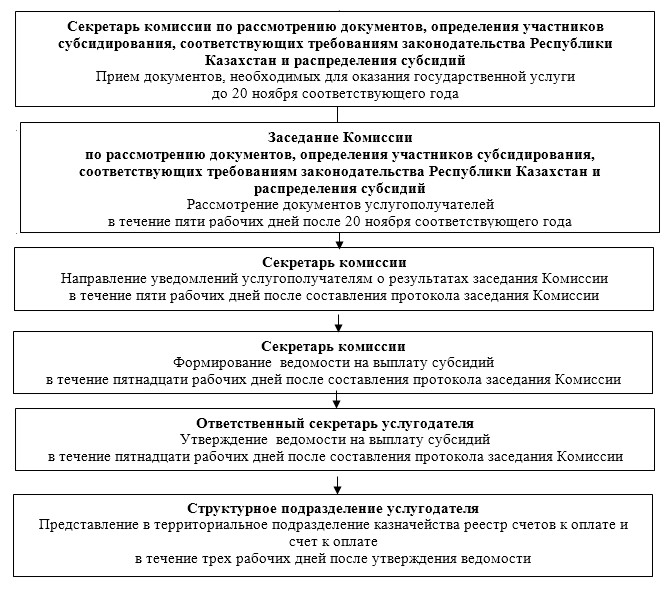 Секретарь комиссии по рассмотрению документов, определения участников
субсидирования, соответствующих требованиям законодательства Республики
Казахстан и распределения субсидий
Прием документов, необходимых для оказания государственной услуги
до 20 ноября соответствующего года
Заседание Комиссии
по рассмотрению документов, определения участников субсидирования,
соответствующих требованиям законодательства Республики Казахстан и
распределения субсидий
Рассмотрение документов услугополучателей
в течение пяти рабочих дней после 20 ноября соответствующего года
Секретарь комиссии
Направление уведомлений услугополучателям о результатах заседания Комиссии
в течение пяти рабочих дней после составления протокола заседания Комиссии
Секретарь комиссии
Формирование ведомости на выплату субсидий
в течение пятнадцати рабочих дней после составления протокола заседания Комиссии
Ответственный секретарь услугодателя
Утверждение ведомости на выплату субсидий
в течение пятнадцати рабочих дней после составления протокола заседания Комиссии
Структурное подразделение услугодателя
Представление в территориальное подразделение казначейства реестр счетов к оплате и
счет к оплате
в течение трех рабочих дней после утверждения ведомости